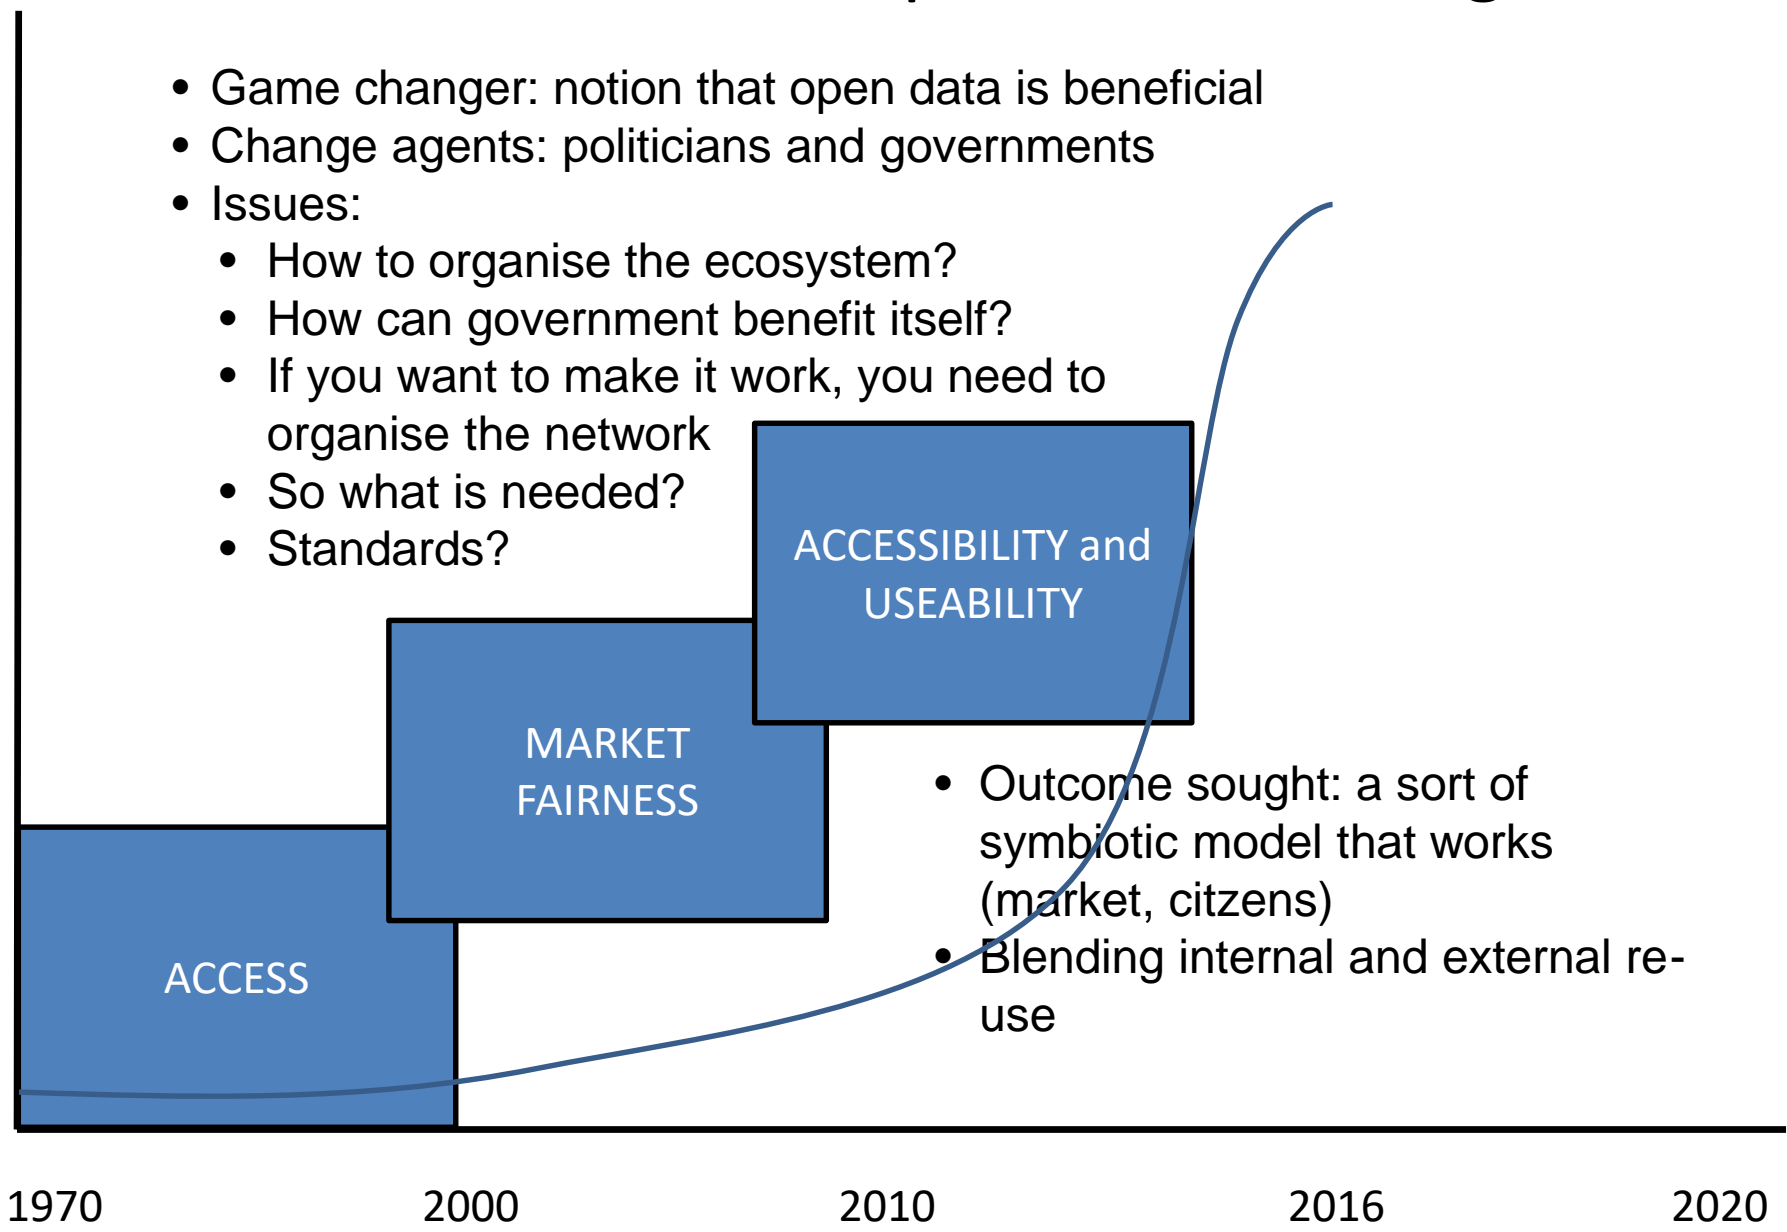 • Game changer: notion that open data is beneficial
• Change agents: politicians and governments
• Issues:
• How to organise the ecosystem?
• How can government benefit itself?
• If you want to make it work, you need to
organise the network
• So what is needed?
• Standards?
ACCESSIBILITY and
USEABILITY
MARKET
FAIRNESS
• Outcome sought: a sort of
symbiotic model that works
(market, citzens)
• Blending internal and external re-
use
ACCESS
1970 2000 2010 2016 2020